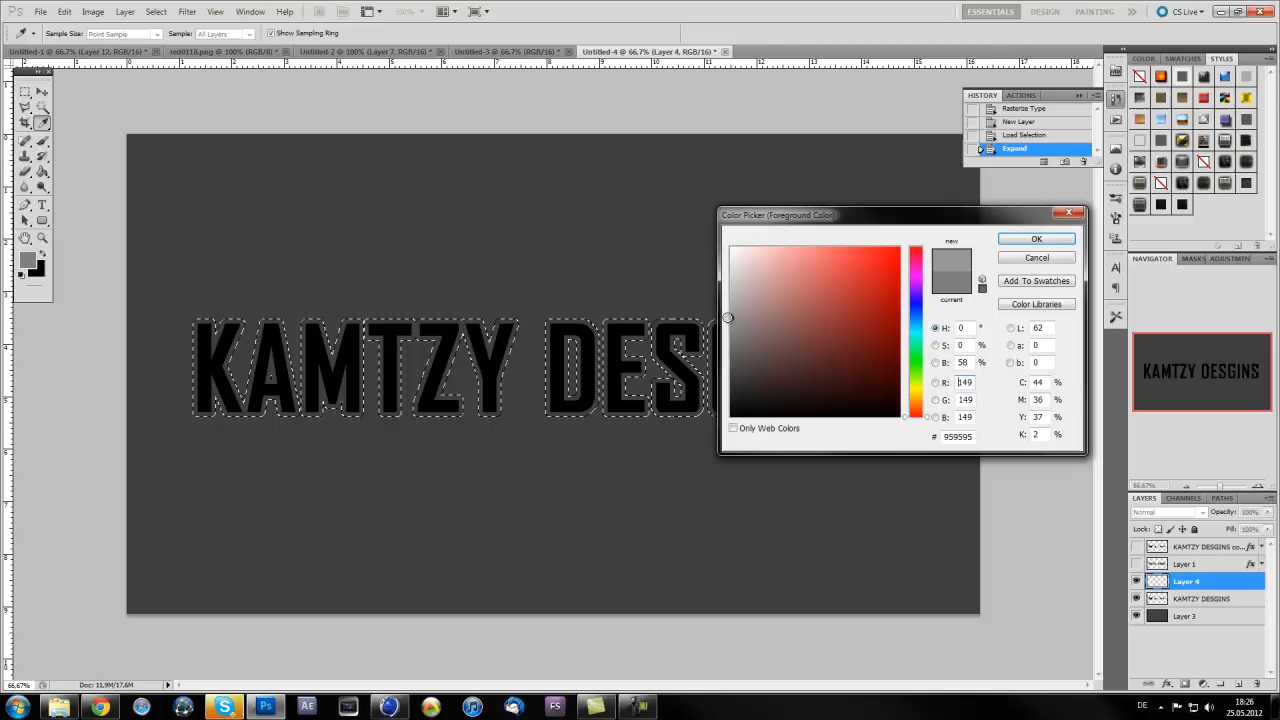 Ps File Edit Image Layer Select Filter View Window Help 100% ESSENTIALS DESIGN PAINTING CS Live
Sample Size: Point Sample Sample: All Layers Show Sampling Ring
Untitled-1 @ 66,7% (Layer 12, RGB/16) * red0118.png @ 100% (RGB/8) * Untitled-2 @ 100% (Layer 7, RGB/16) * Untitled-3 @ 66,7% (RGB/16) * Untitled-4 @ 66,7% (Layer 4, RGB/16) *
COLOR SWATCHES STYLES
HISTORY ACTIONS
Rasterize Type
New Layer
Load Selection
Expand
Color Picker (Foreground Color)
new
current
OK
Cancel
Add To Swatches
Color Libraries
H: 0 ° L: 62
S: 0 % a: 0
B: 58 % b: 0
R: 149 C: 44 %
G: 149 M: 36 %
B: 149 Y: 37 %
# 959595 K: 2 %
Only Web Colors
KAMTZY DES
NAVIGATOR MASKS ADJUSTMEN
KAMTZY DESGINS
66,67%
LAYERS CHANNELS PATHS
Normal Opacity: 100%
Lock: Fill: 100%
KAMTZY DESGINS co... fx
Layer 1 fx
Layer 4
KAMTZY DESGINS
Layer 3
66,67% Doc: 11,9M/17,6M
DE 18:26
25.05.2012